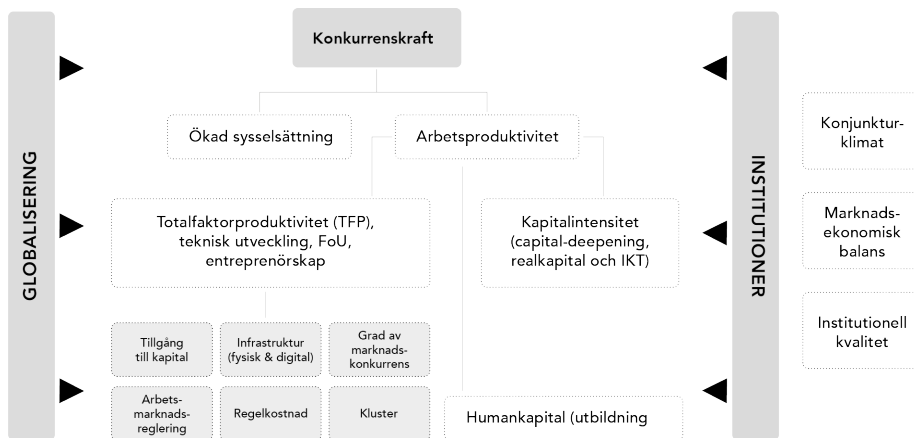 Konkurrenskraft
GLOBALISERING
Ökad sysselsättning
Arbetsproduktivitet
Totalfaktorproduktivitet (TFP),
teknisk utveckling, FoU,
entreprenörskap
Kapitalintensitet
(capital-deepening,
realkapital och IKT)
Tillgång
till kapital
Infrastruktur
(fysisk & digital)
Grad av
marknads-
konkurrens
Arbets-
marknads-
reglering
Regelkostnad
Kluster
Humankapital (utbildning
INSTITUTIONER
Konjunktur-
klimat
Marknads-
ekonomisk
balans
Institutionell
kvalitet